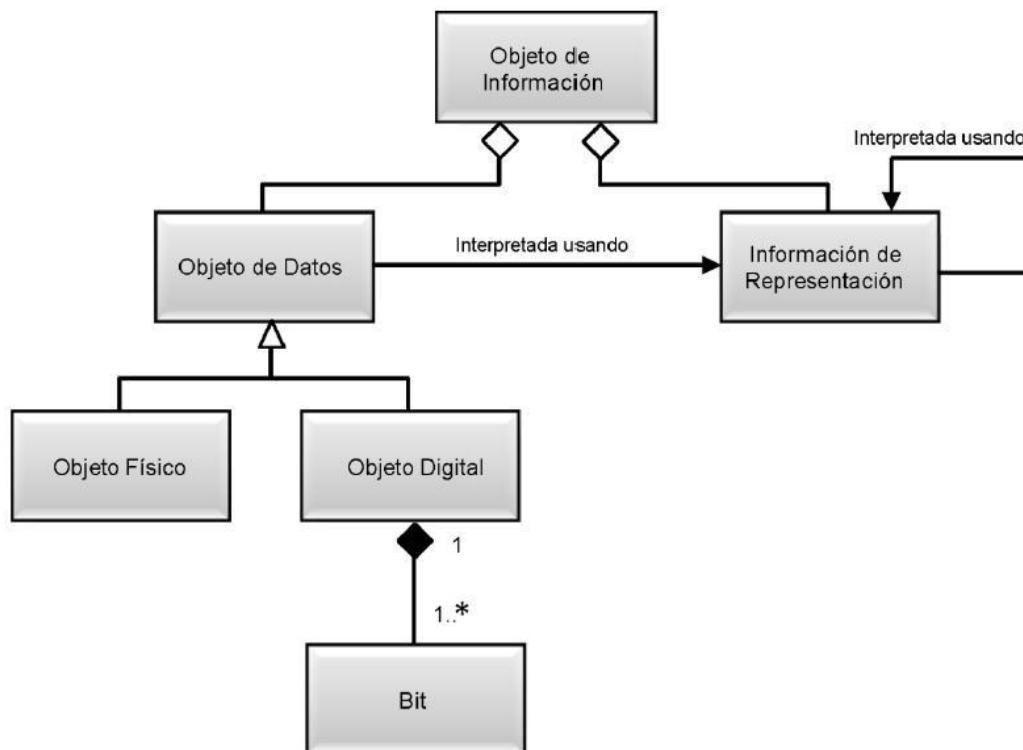 Objeto de
Información
Interpretada usando
Objeto de Datos
Interpretada usando
Información de
Representación
Objeto Físico
Objeto Digital
1
1..*
Bit